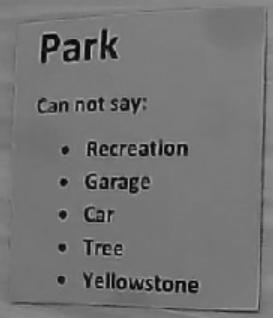 Park
Can not say:
• Recreation
• Garage
• Car
• Tree
• Yellowstone